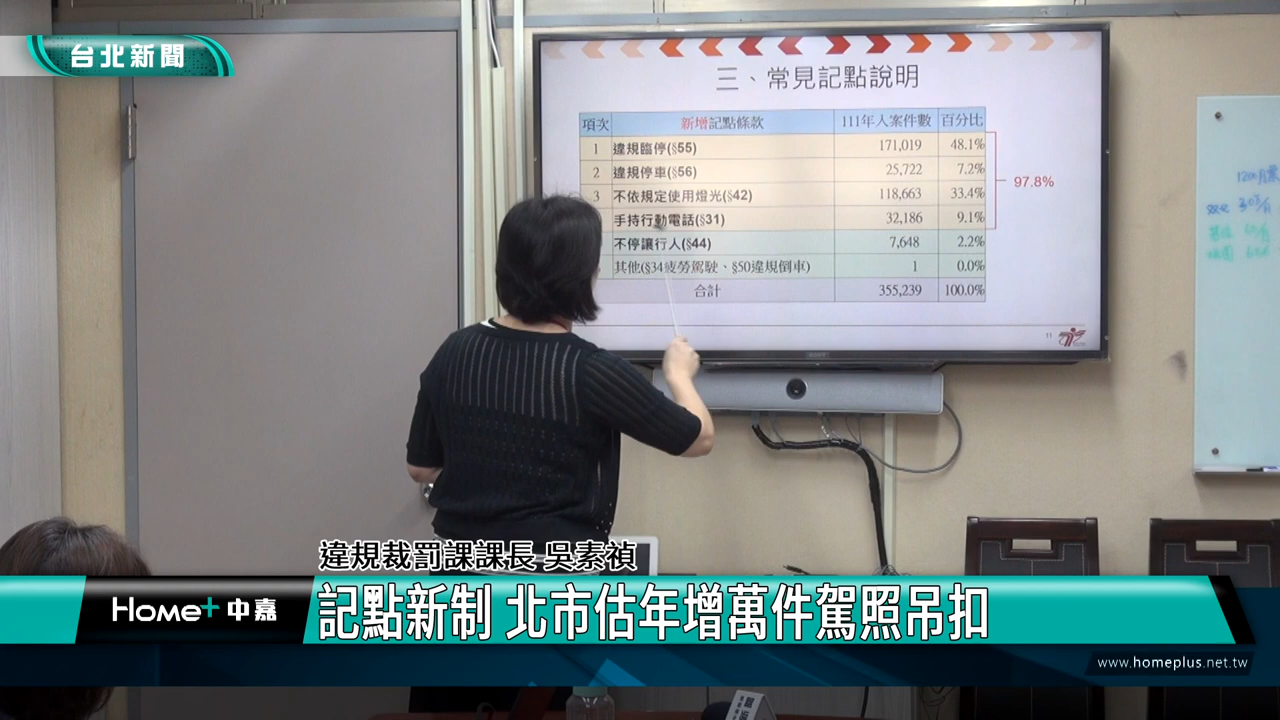 台北新聞
三、常見記點說明
項次 新增記點條款 111年入案件數 百分比
1 違規臨停(§55) 171,019 48.1%
2 違規停車(§56) 25,722 7.2%
3 不依規定使用燈光(§42) 118,663 33.4%
手持行動電話(§31) 32,186 9.1%
不停讓行人(§44) 7,648 2.2%
其他(§34疲勞駕駛、§50違規倒車) 1 0.0%
合計 355,239 100.0%
97.8%
11
SONY
違規裁罰課課長 吳素禎
Home+ 中嘉
記點新制 北市估年增萬件駕照吊扣
www.homeplus.net.tw